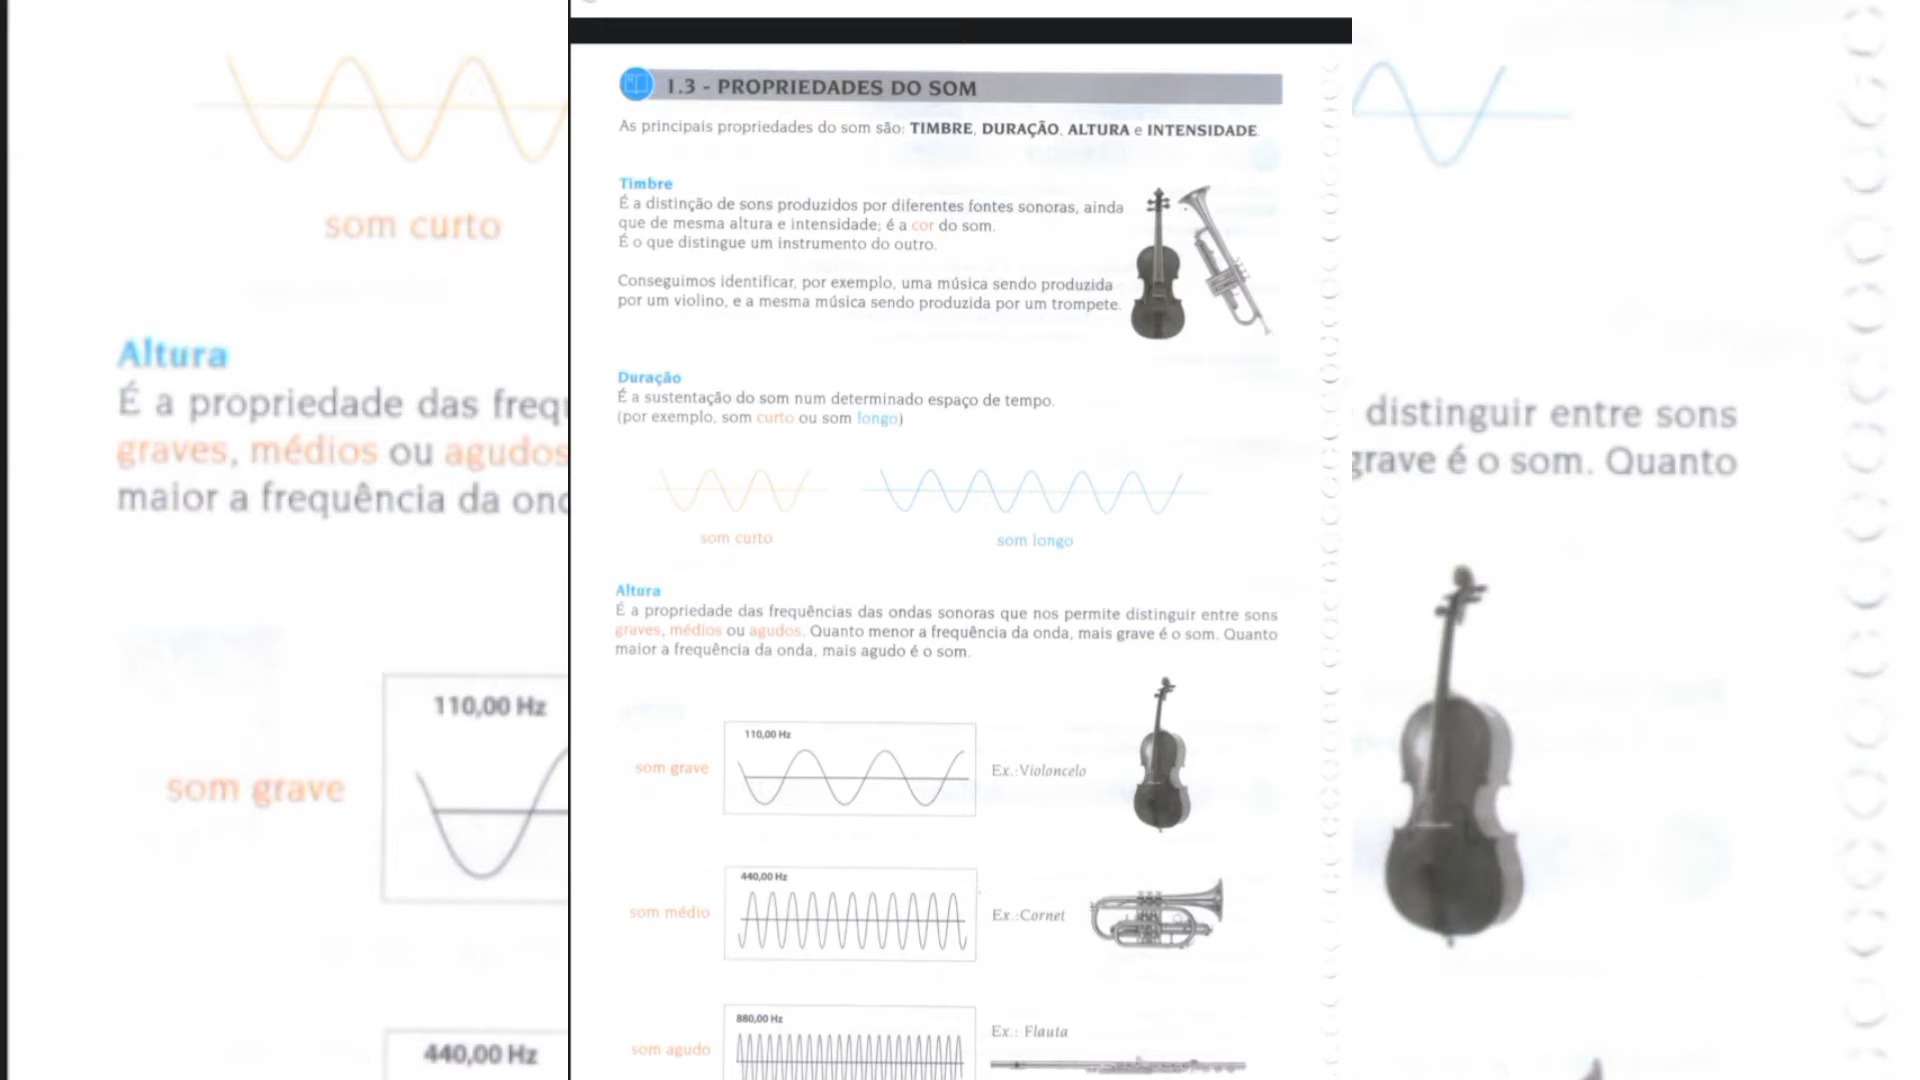 1.3 - PROPRIEDADES DO SOM
As principais propriedades do som são: TIMBRE, DURAÇÃO, ALTURA e INTENSIDADE.
Timbre
É a distinção de sons produzidos por diferentes fontes sonoras, ainda
que de mesma altura e intensidade; é a cor do som.
É o que distingue um instrumento do outro.
Conseguimos identificar, por exemplo, uma música sendo produzida
por um violino, e a mesma música sendo produzida por um trompete.
Duração
É a sustentação do som num determinado espaço de tempo.
(por exemplo, som curto ou som longo)
som curto
som longo
Altura
É a propriedade das frequências das ondas sonoras que nos permite distinguir entre sons
graves, médios ou agudos. Quanto menor a frequência da onda, mais grave é o som. Quanto
maior a frequência da onda, mais agudo é o som.
110,00 Hz
som grave
Ex.:Violoncelo
440,00 Hz
som médio
Ex.:Cornet
880,00 Hz
som agudo
Ex.: Flauta
som curto
Altura
É a propriedade das frequ
graves, médios ou agudos
maior a frequência da ond
110,00 Hz
som grave
440,00 Hz
distinguir entre sons
grave é o som. Quanto